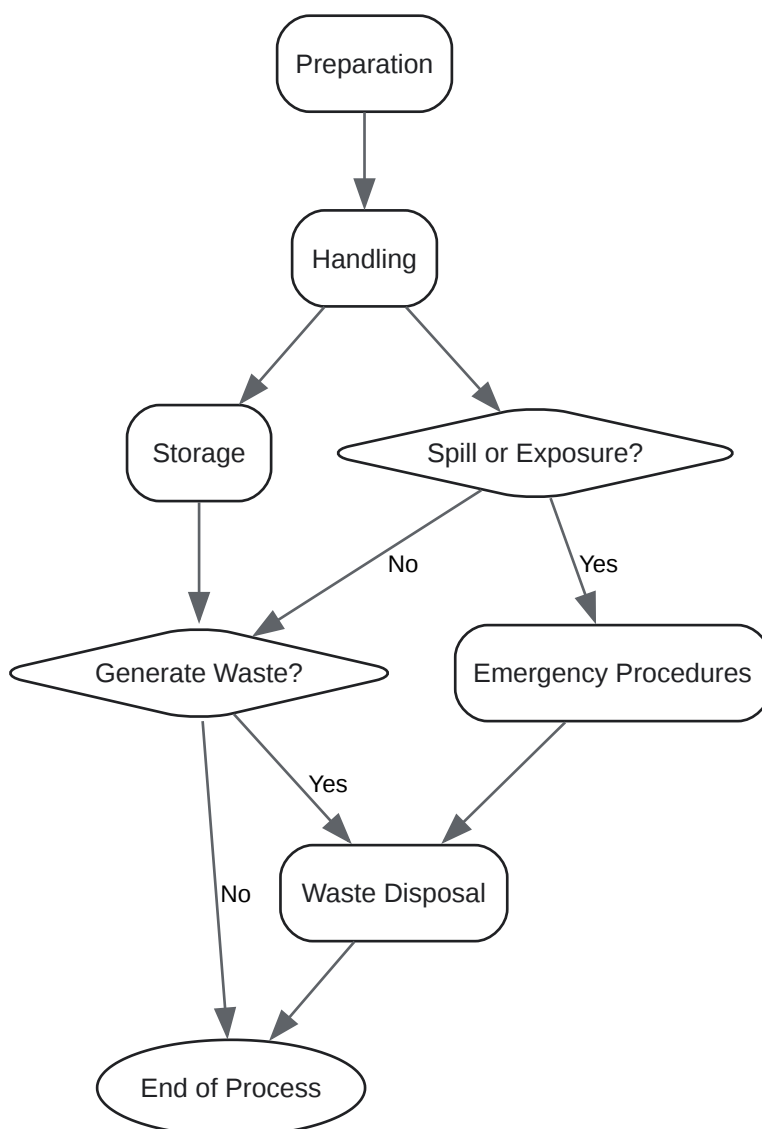 Preparation
Handling
Storage
Spill or Exposure?
No
Yes
Generate Waste?
Emergency Procedures
Yes
No
Waste Disposal
End of Process